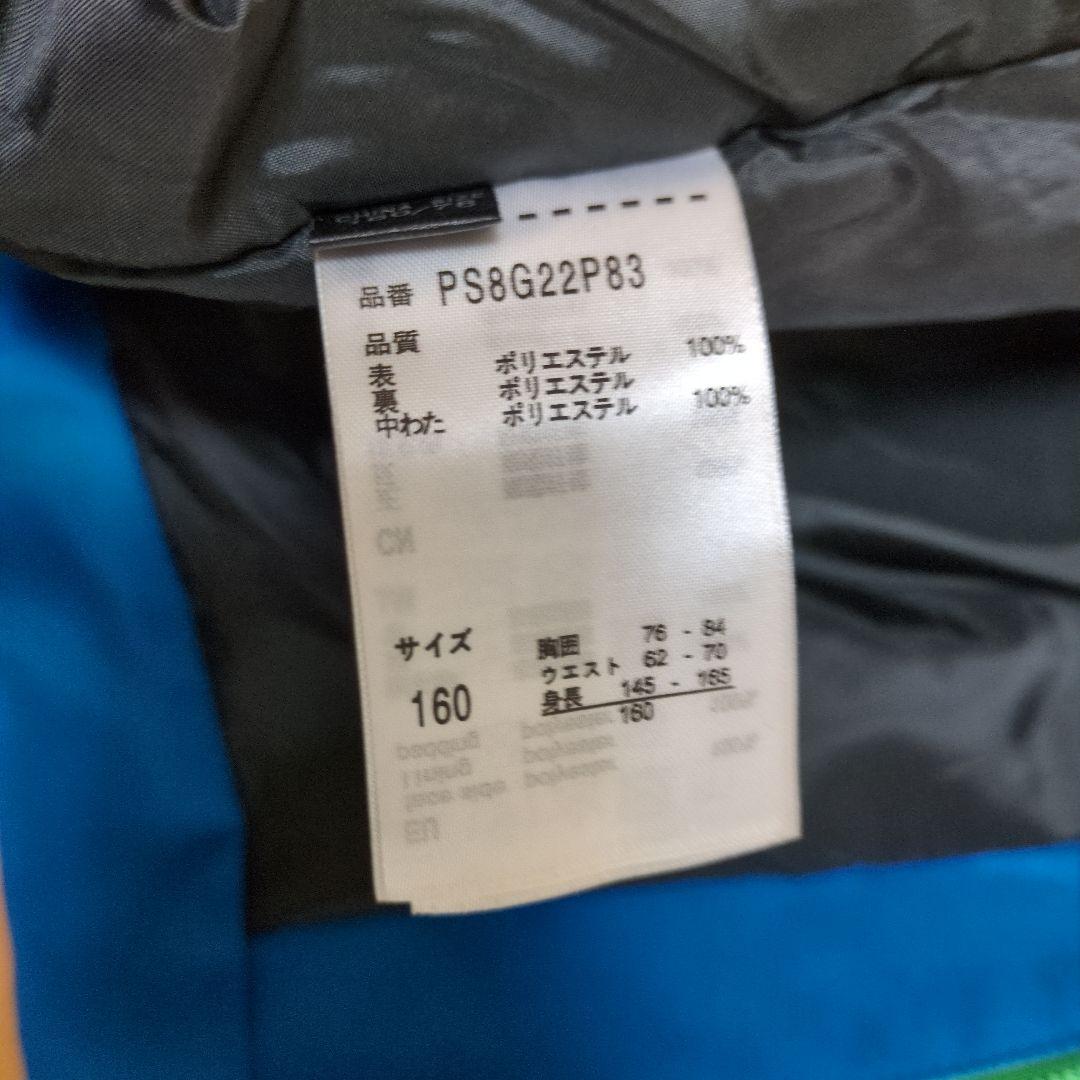 品番 PS8G22P83
品質
表 ポリエステル 100%
裏 ポリエステル
中わた ポリエステル 100%
サイズ
160
胸囲 76 - 84
ウエスト 62 - 70
身長 145 - 165
160